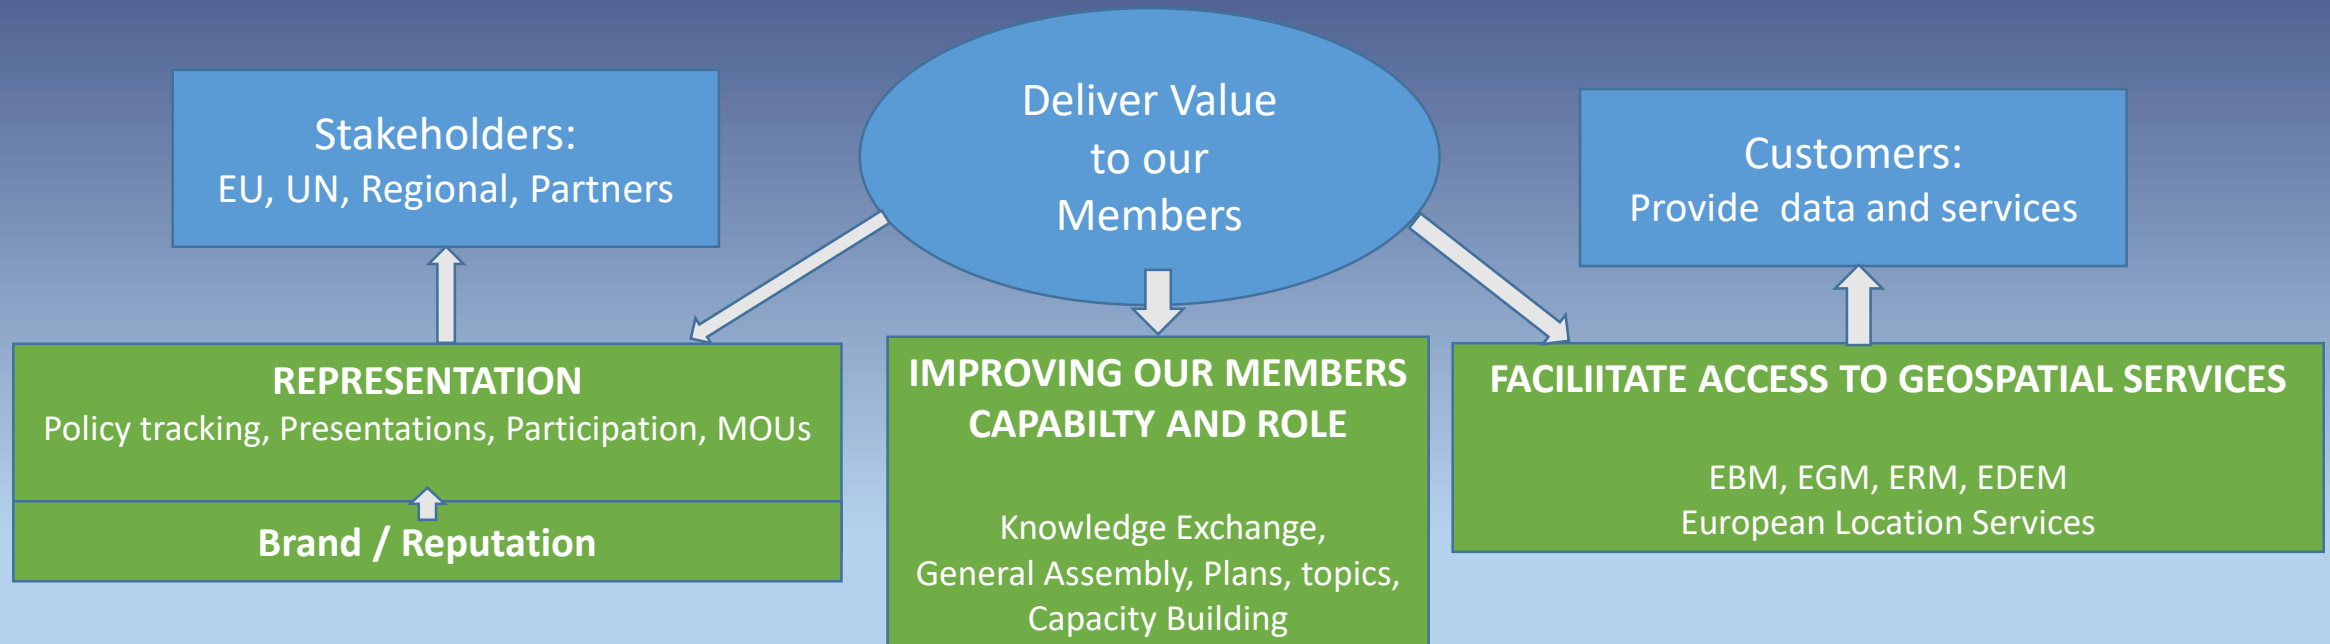 Stakeholders:
EU, UN, Regional, Partners
Deliver Value
to our
Members
Customers:
Provide  data and services
REPRESENTATION
Policy tracking, Presentations, Participation, MOUs
Brand / Reputation
IMPROVING OUR MEMBERS
CAPABILTY AND ROLE
Knowledge Exchange,
General Assembly, Plans, topics,
Capacity Building
FACILIITATE ACCESS TO GEOSPATIAL SERVICES
EBM, EGM, ERM, EDEM
European Location Services